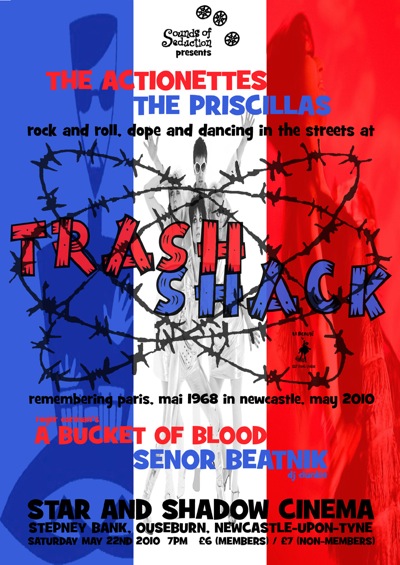 Sounds of
Seduction
presents
THE ACTIONETTES
THE PRISCILLAS
rock and roll, dope and dancing in the streets at
TRASH
SHACK
remembering paris, mai 1968 in newcastle, may 2010
A BUCKET OF BLOOD
SENOR BEATNIK
STAR AND SHADOW CINEMA
STEPNEY BANK, OUSEBURN, NEWCASTLE-UPON-TYNE
SATURDAY MAY 22ND 2010 7PM £6 (MEMBERS) / £7 (NON-MEMBERS)